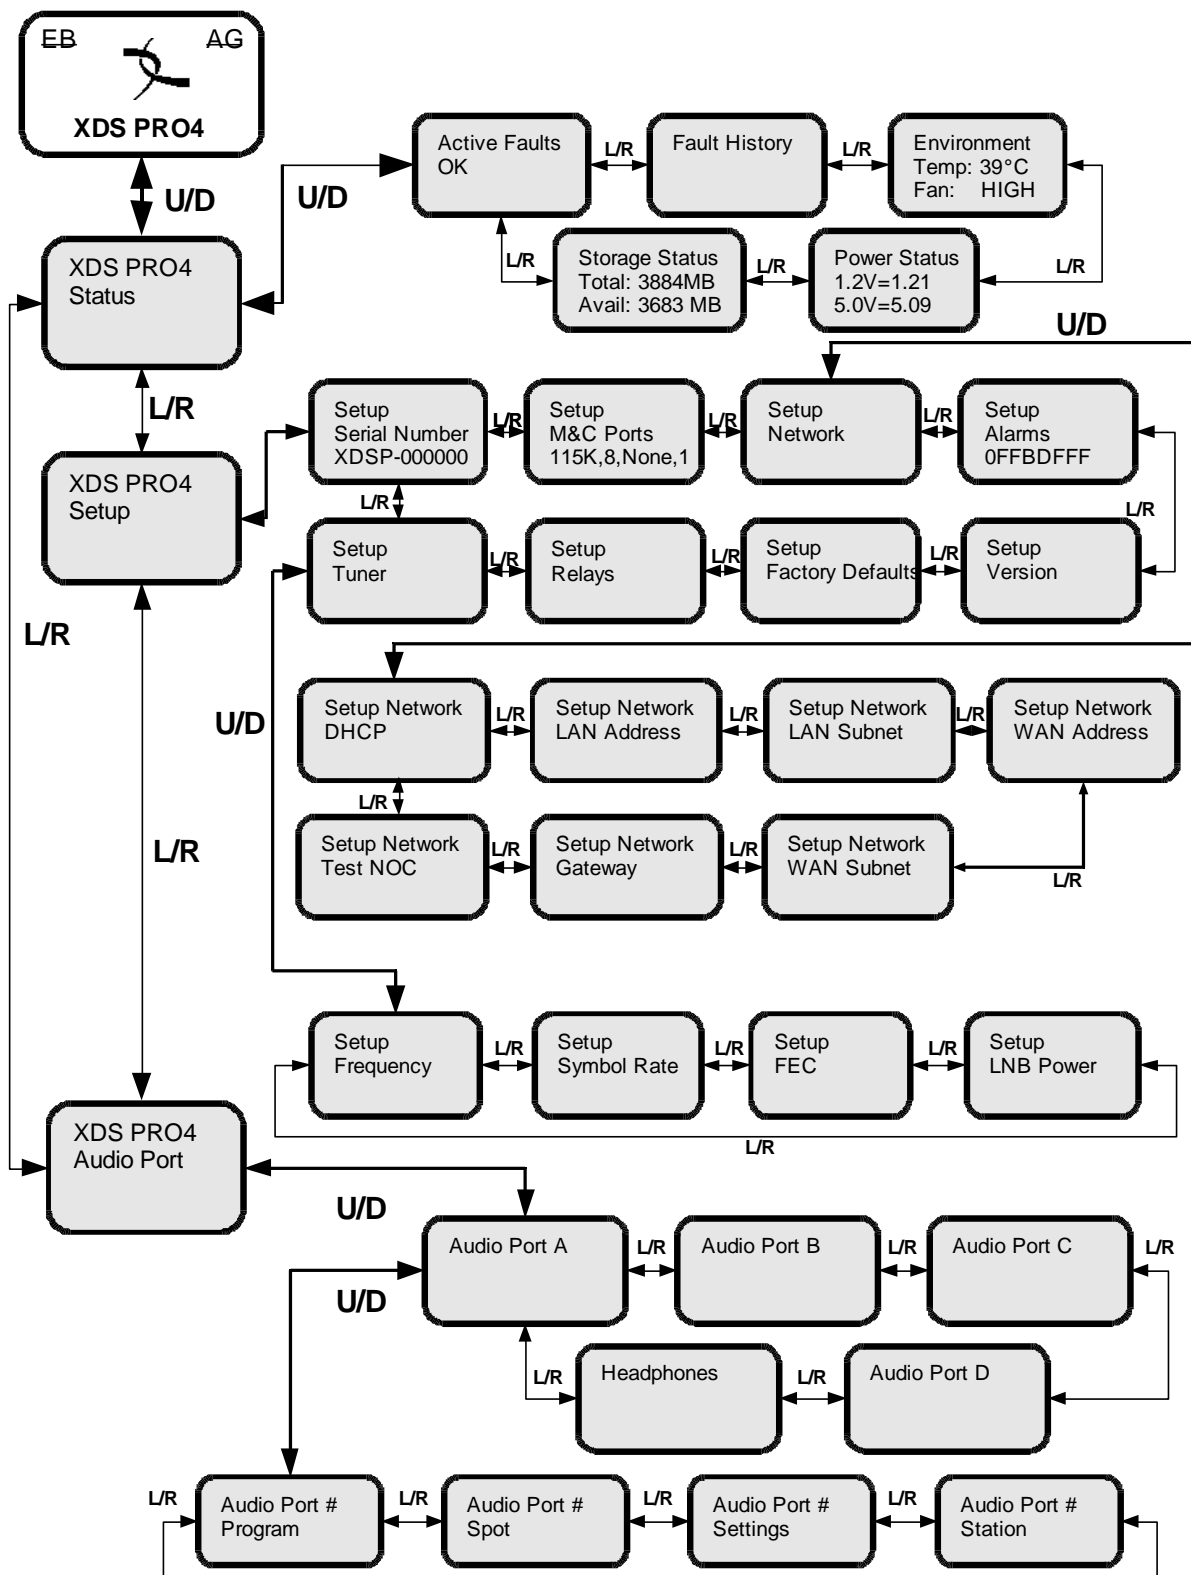 EB AG
XDS PRO4
U/D
XDS PRO4
Status
U/D
Active Faults
OK
L/R
Fault History
L/R
Environment
Temp: 39°C
Fan: HIGH
L/R
Storage Status
Total: 3884MB
Avail: 3683 MB
L/R
Power Status
1.2V=1.21
5.0V=5.09
L/R
U/D
L/R
XDS PRO4
Setup
Setup
Serial Number
XDSP-000000
L/R
Setup
M&C Ports
115K,8,None,1
L/R
Setup
Network
L/R
Setup
Alarms
0FFBDFFF
L/R
L/R
Setup
Tuner
L/R
Setup
Relays
L/R
Setup
Factory Defaults
L/R
Setup
Version
L/R
U/D
Setup Network
DHCP
L/R
Setup Network
LAN Address
L/R
Setup Network
LAN Subnet
L/R
Setup Network
WAN Address
L/R
L/R
Setup Network
Test NOC
L/R
Setup Network
Gateway
L/R
Setup Network
WAN Subnet
L/R
Setup
Frequency
L/R
Setup
Symbol Rate
L/R
Setup
FEC
L/R
Setup
LNB Power
L/R
XDS PRO4
Audio Port
U/D
Audio Port A
L/R
Audio Port B
L/R
Audio Port C
L/R
U/D
L/R
Headphones
L/R
Audio Port D
L/R
Audio Port #
Program
L/R
Audio Port #
Spot
L/R
Audio Port #
Settings
L/R
Audio Port #
Station
L/R